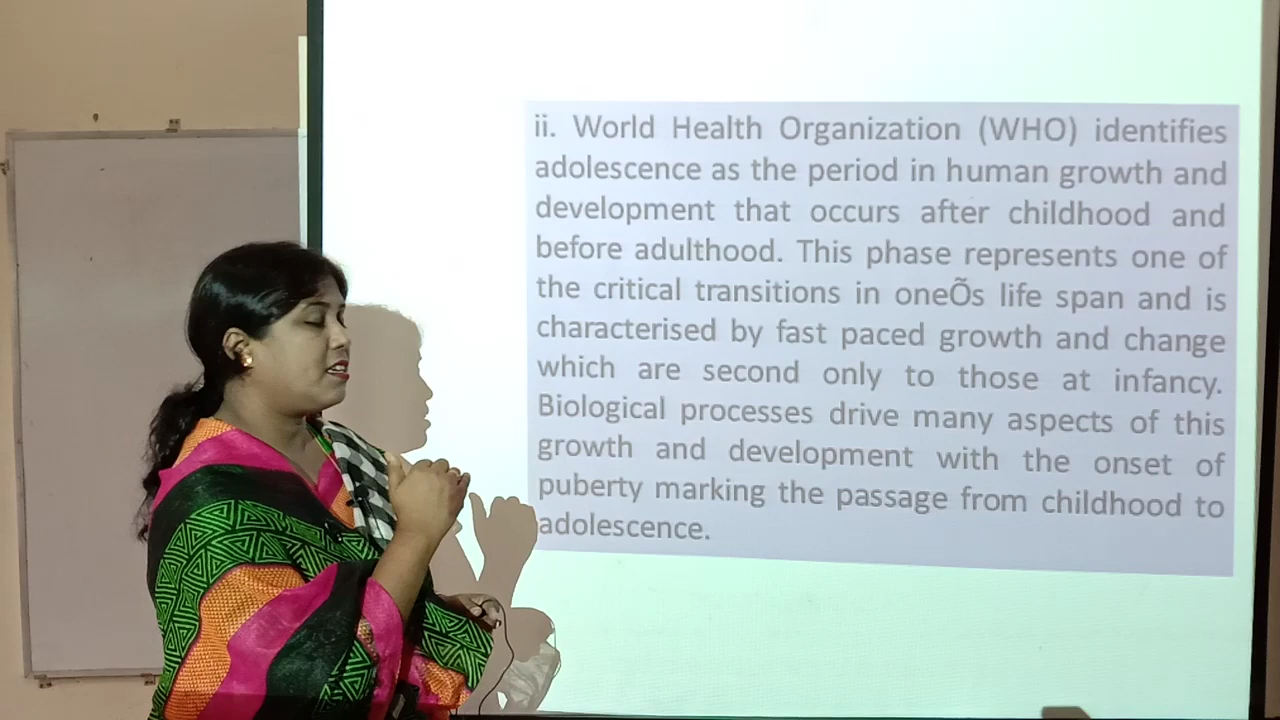 ii. World Health Organization (WHO) identifies
adolescence as the period in human growth and
development that occurs after childhood and
before adulthood. This phase represents one of
the critical transitions in oneÕs life span and is
characterised by fast paced growth and change
which are second only to those at infancy.
Biological processes drive many aspects of this
growth and development with the onset of
puberty marking the passage from childhood to
adolescence.